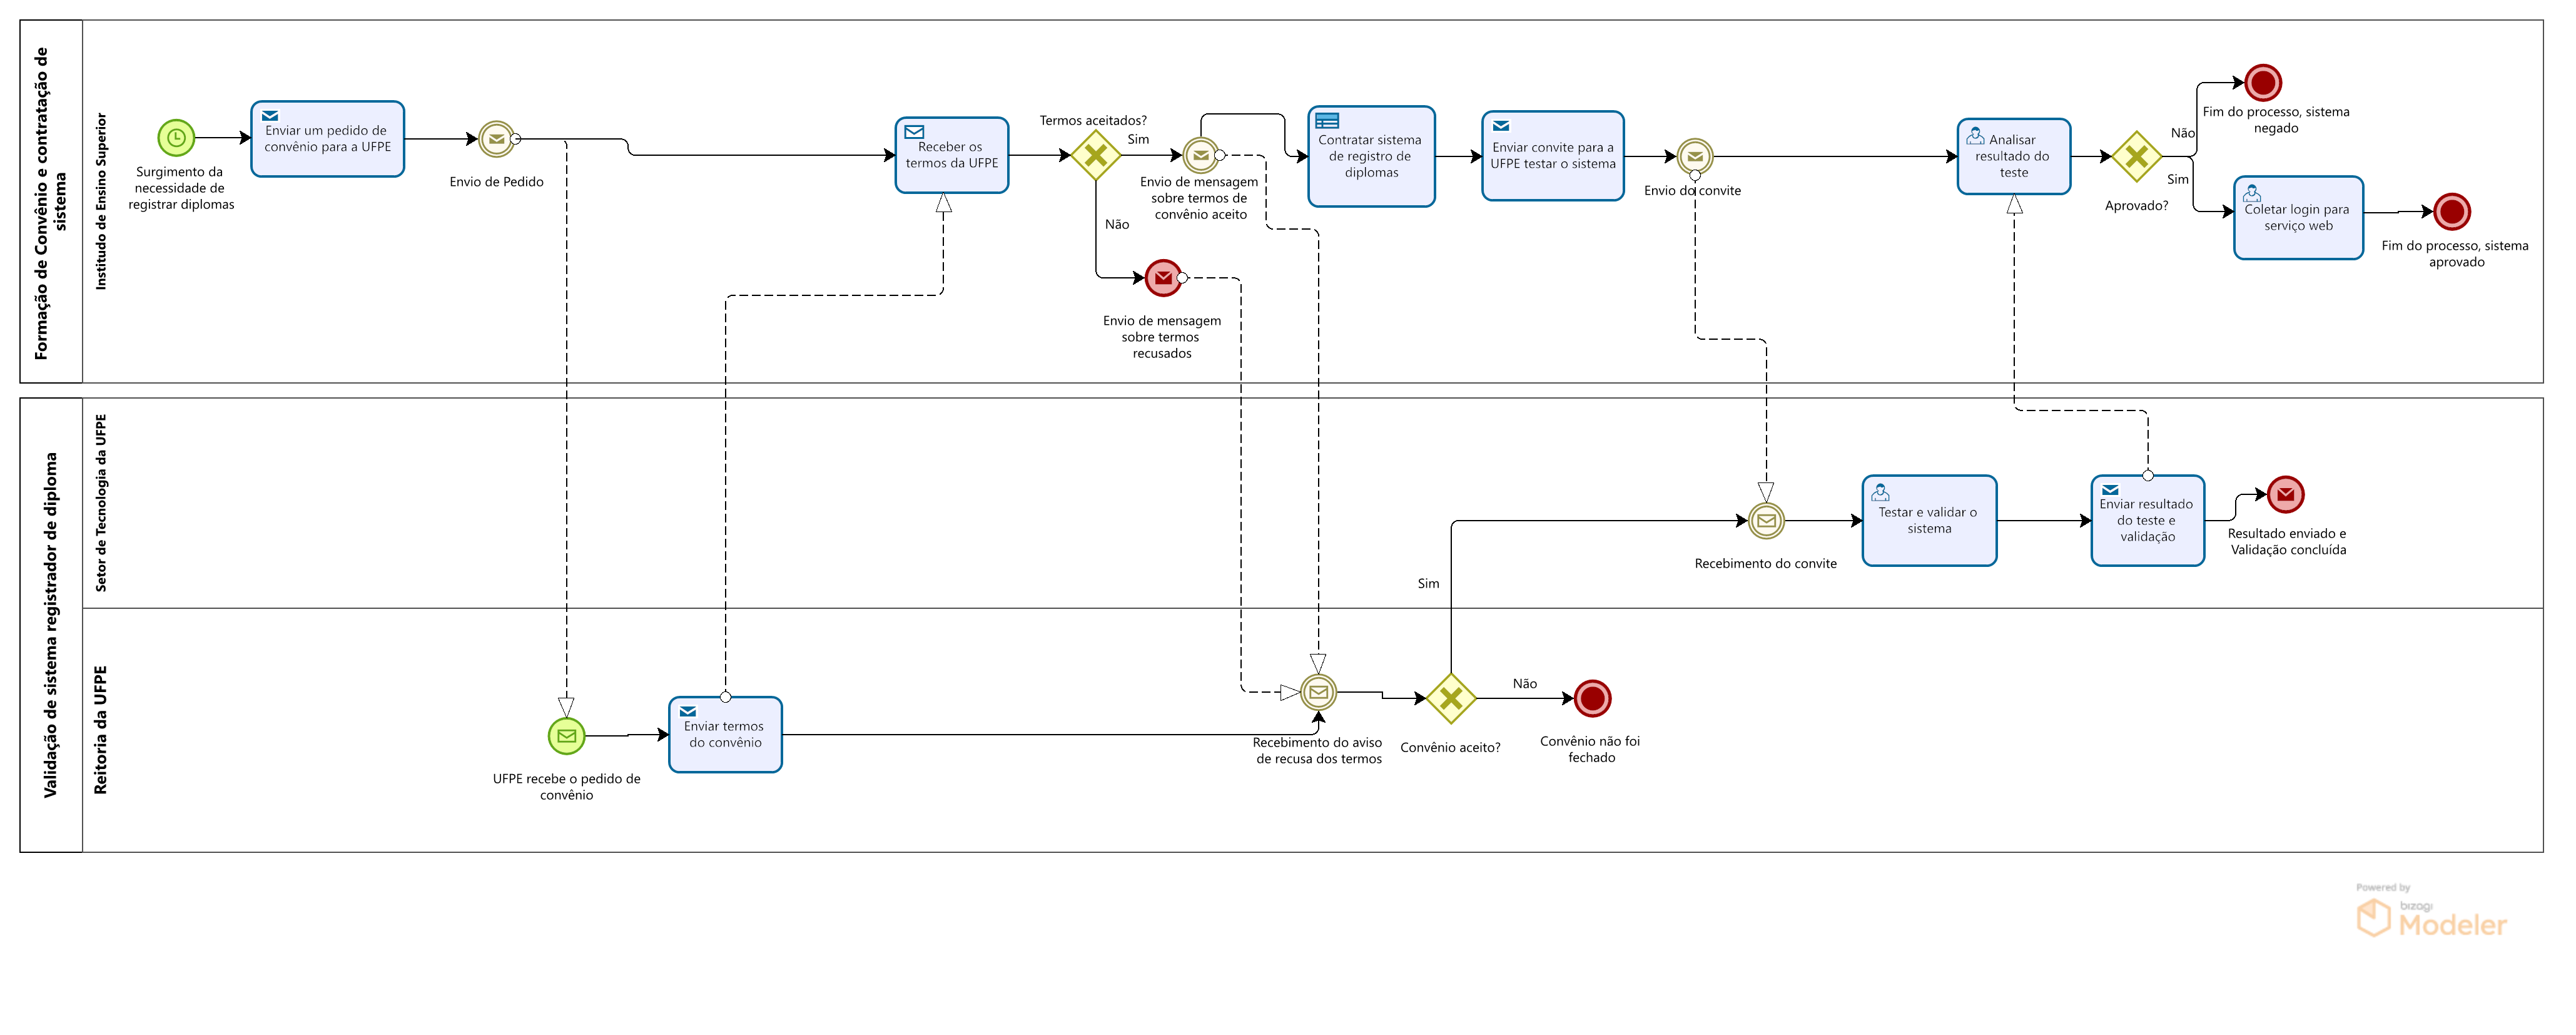 Formação de Convênio e contratação de
sistema
Institudo de Ensino Superior
Surgimento da
necessidade de
registrar diplomas
Enviar um pedido de
convênio para a UFPE
Envio de Pedido
Receber os
termos da UFPE
Termos aceitados?
Sim
Não
Envio de mensagem
sobre termos de
convênio aceito
Envio de mensagem
sobre termos
recusados
Contratar sistema
de registro de
diplomas
Enviar convite para a
UFPE testar o sistema
Envio do convite
Analisar
resultado do
teste
Aprovado?
Não
Sim
Fim do processo, sistema
negado
Coletar login para
serviço web
Fim do processo, sistema
aprovado
Validação de sistema registrador de diploma
Setor de Tecnologia da UFPE
Recebimento do convite
Testar e validar o
sistema
Enviar resultado
do teste e
validação
Resultado enviado e
Validação concluída
Sim
Reitoria da UFPE
UFPE recebe o pedido de
convênio
Enviar termos
do convênio
Recebimento do aviso
de recusa dos termos
Convênio aceito?
Não
Convênio não foi
fechado
Powered by
bizagi
Modeler